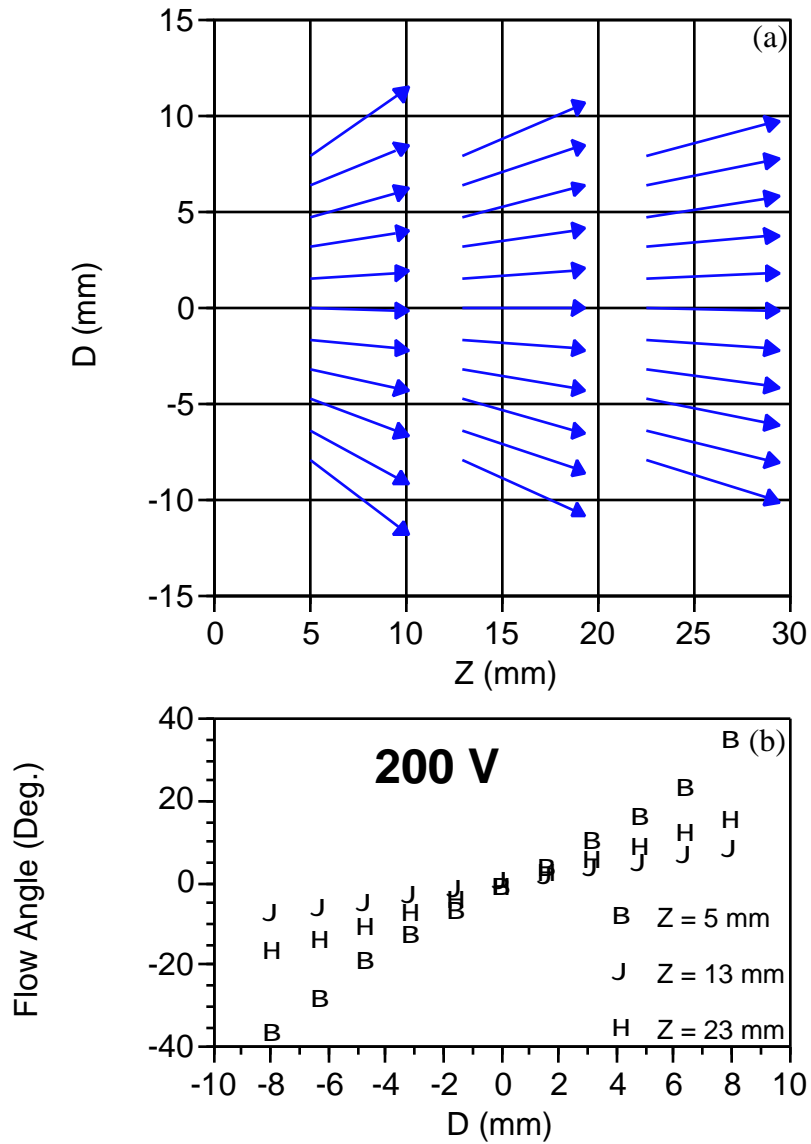 (a)
15
10
5
0
-5
-10
-15
D (mm)
0 5 10 15 20 25 30
Z (mm)
(b)
200 V
40
20
0
-20
-40
Flow Angle (Deg.)
B Z = 5 mm
J Z = 13 mm
H Z = 23 mm
-10 -8 -6 -4 -2 0 2 4 6 8 10
D (mm)